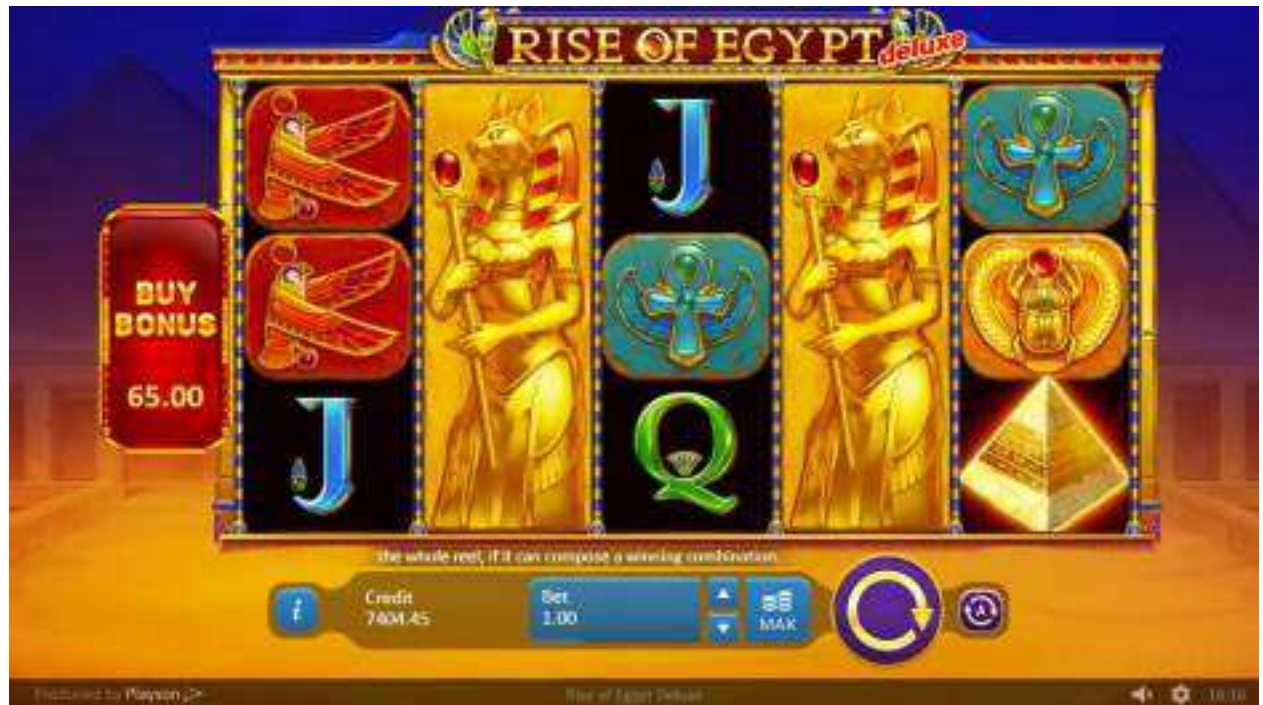 RISE OF EGYPT
deluxe
J
BUY
BONUS
65.00
J
Q
the whole reel, if it can compose a winning combination
i
Credit
7404.45
Bet
1.00
MAX
A
Produced by Playson
Rise of Egypt Deluxe